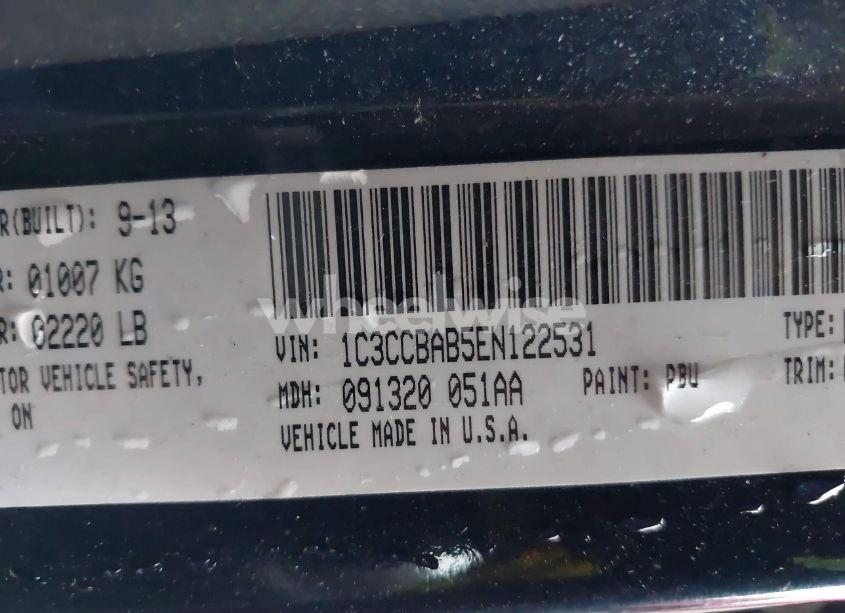 R(BUILT): 9-13
R: 01007 KG
R: 02220 LB
TOR VEHICLE SAFETY,
ON
wheelwise
VIN: 1C3CCBAB5EN122531
TYPE:
MDH: 091320 051AA
PAINT: PBU
TRIM:
VEHICLE MADE IN U.S.A.